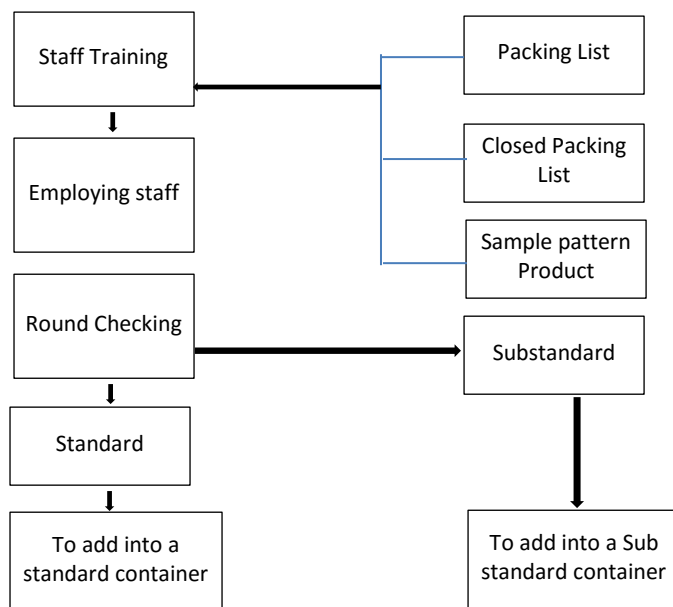 Staff Training
Packing List
Closed Packing
List
Employing staff
Sample pattern
Product
Round Checking
Substandard
Standard
To add into a
standard container
To add into a Sub
standard container